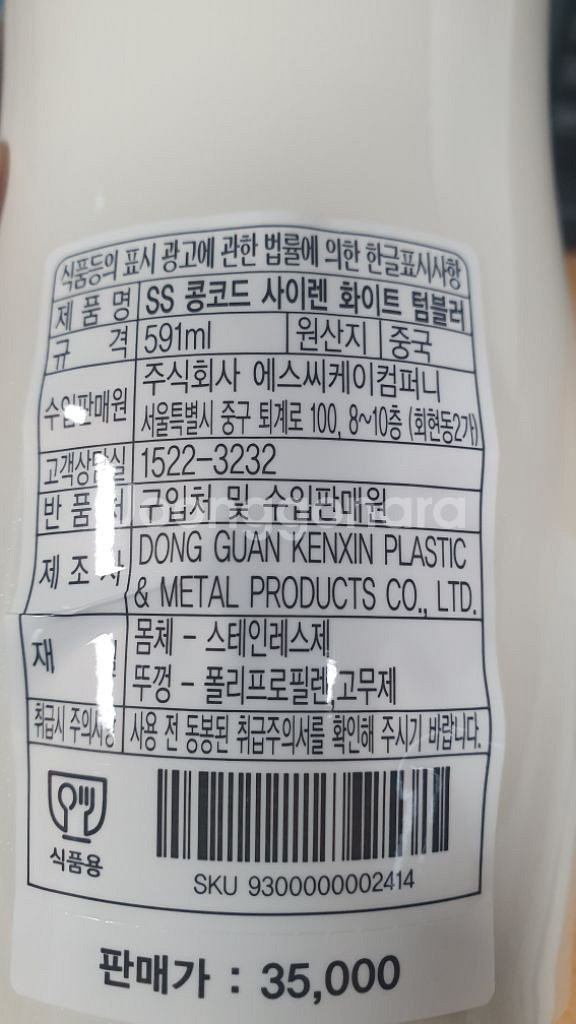 식품등의 표시 광고에 관한 법률에 의한 한글표시사항
제 품 명 SS 콩코드 사이렌 화이트 텀블러
규 격 591ml 원산지 중국
수입판매원 주식회사 에스씨케이컴퍼니
서울특별시 중구 퇴계로 100, 8~10층 (회현동2가)
고객상담실 1522-3232
반 품 처 구입처 및 수입판매원
제 조 사 DONG GUAN KENXIN PLASTIC
& METAL PRODUCTS CO., LTD.
재 몸체 - 스테인레스제
뚜껑 - 폴리프로필렌,고무제
취급시 주의사항 사용 전 동봉된 취급주의서를 확인해 주시기 바랍니다.
식품용
SKU 9300000002414
판매가 : 35,000